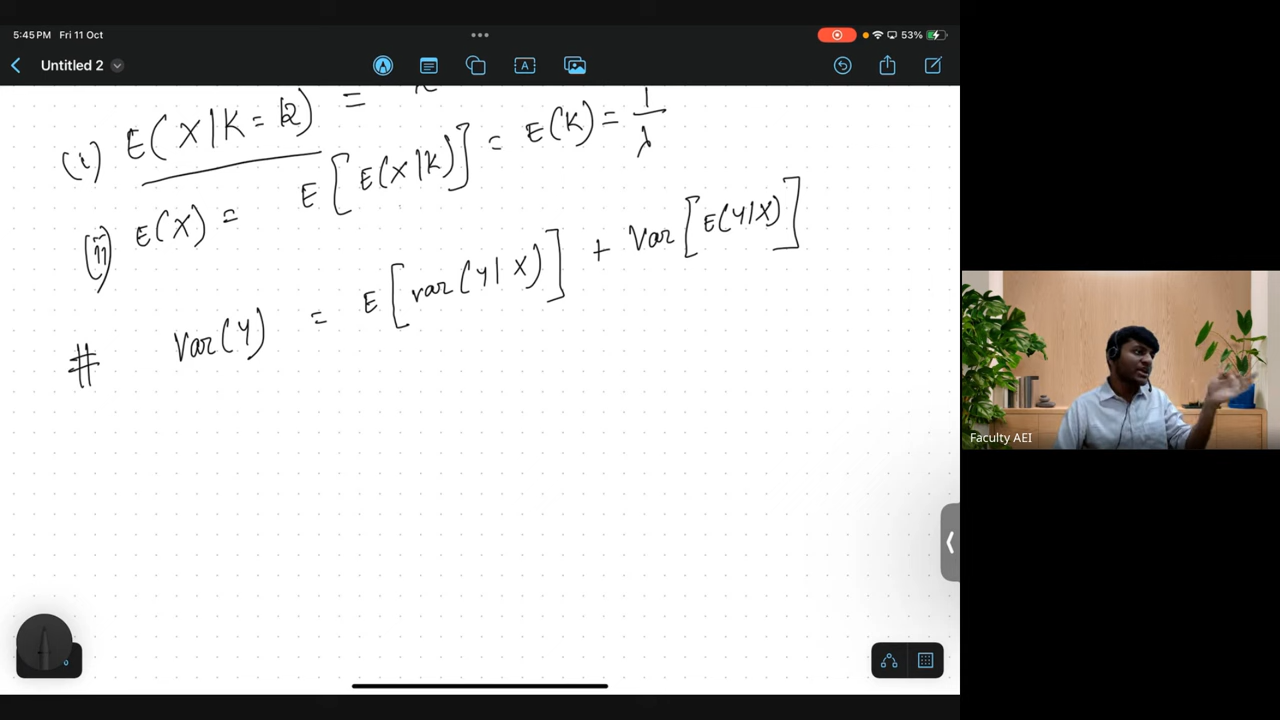 5:45 PM Fri 11 Oct
53%
Untitled 2
(i) E(X|K = k) =
(ii) E(X) = E[E(X|K)] = E(K) = 1/λ
# Var(Y) = E[var(Y|X)] + Var[E(Y|X)]
Faculty AEI